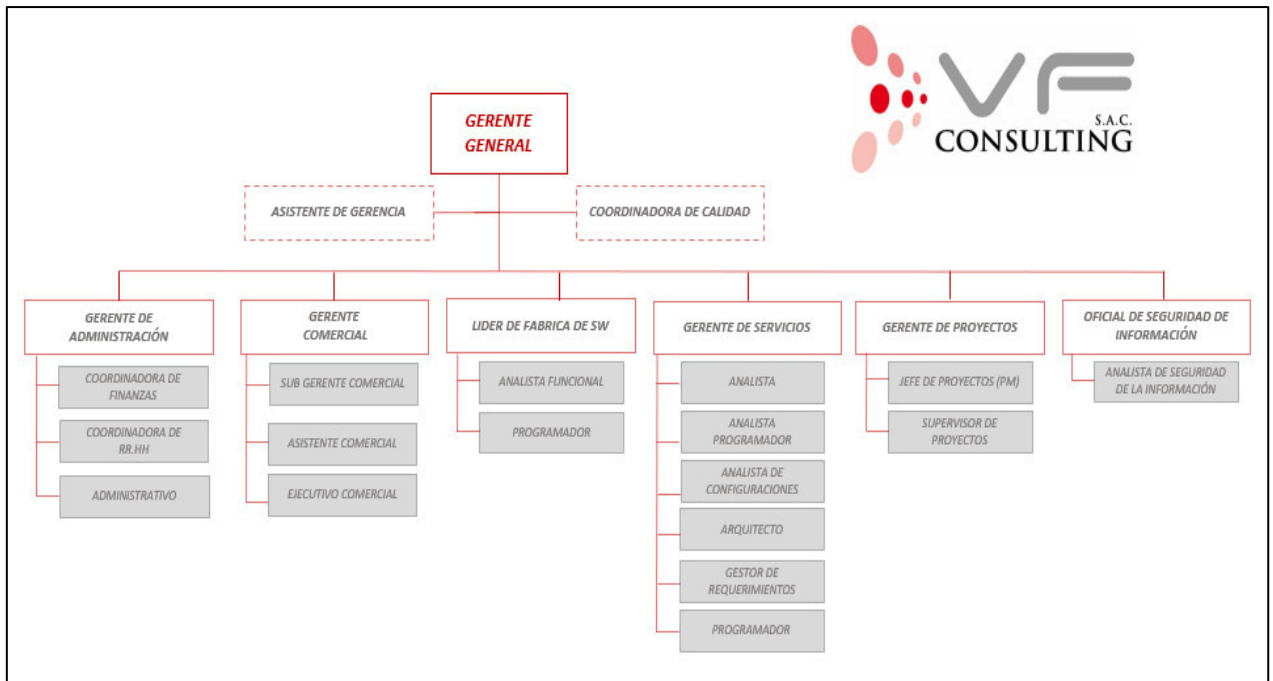 VF
S.A.C.
CONSULTING
GERENTE
GENERAL
ASISTENTE DE GERENCIA
COORDINADORA DE CALIDAD
GERENTE DE
ADMINISTRACIÓN
COORDINADORA DE
FINANZAS
COORDINADORA DE
RR.HH
ADMINISTRATIVO
GERENTE
COMERCIAL
SUB GERENTE COMERCIAL
ASISTENTE COMERCIAL
EJECUTIVO COMERCIAL
LIDER DE FABRICA DE SW
ANALISTA FUNCIONAL
PROGRAMADOR
GERENTE DE SERVICIOS
ANALISTA
ANALISTA
PROGRAMADOR
ANALISTA DE
CONFIGURACIONES
ARQUITECTO
GESTOR DE
REQUERIMIENTOS
PROGRAMADOR
GERENTE DE PROYECTOS
JEFE DE PROYECTOS (PM)
SUPERVISOR DE
PROYECTOS
OFICIAL DE SEGURIDAD DE
INFORMACIÓN
ANALISTA DE SEGURIDAD
DE LA INFORMACIÓN